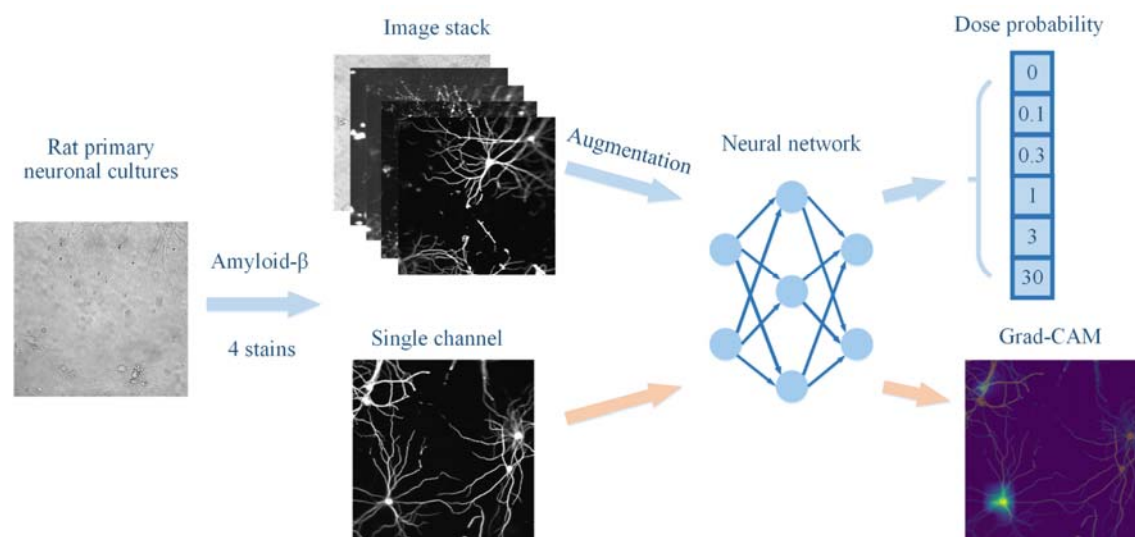 Image stack
Dose probability
Rat primary
neuronal cultures
Amyloid-β
4 stains
Augmentation
Neural network
0
0.1
0.3
1
3
30
Single channel
Grad-CAM